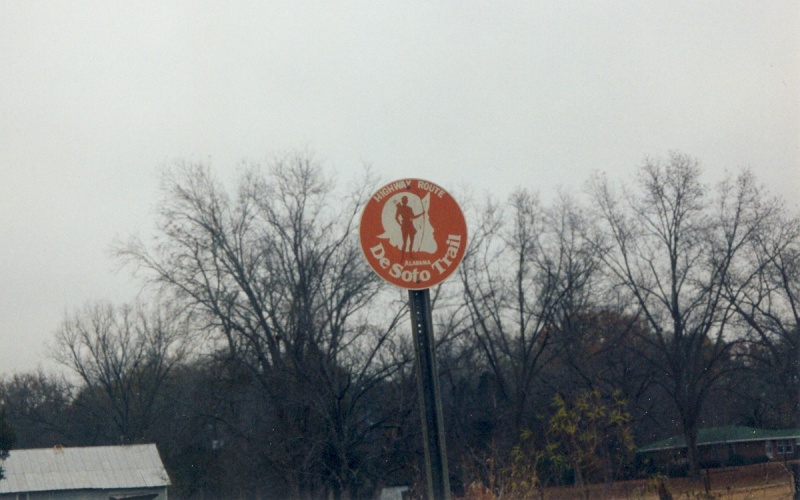 HIGHWAY ROUTE
ALABAMA
De Soto Trail